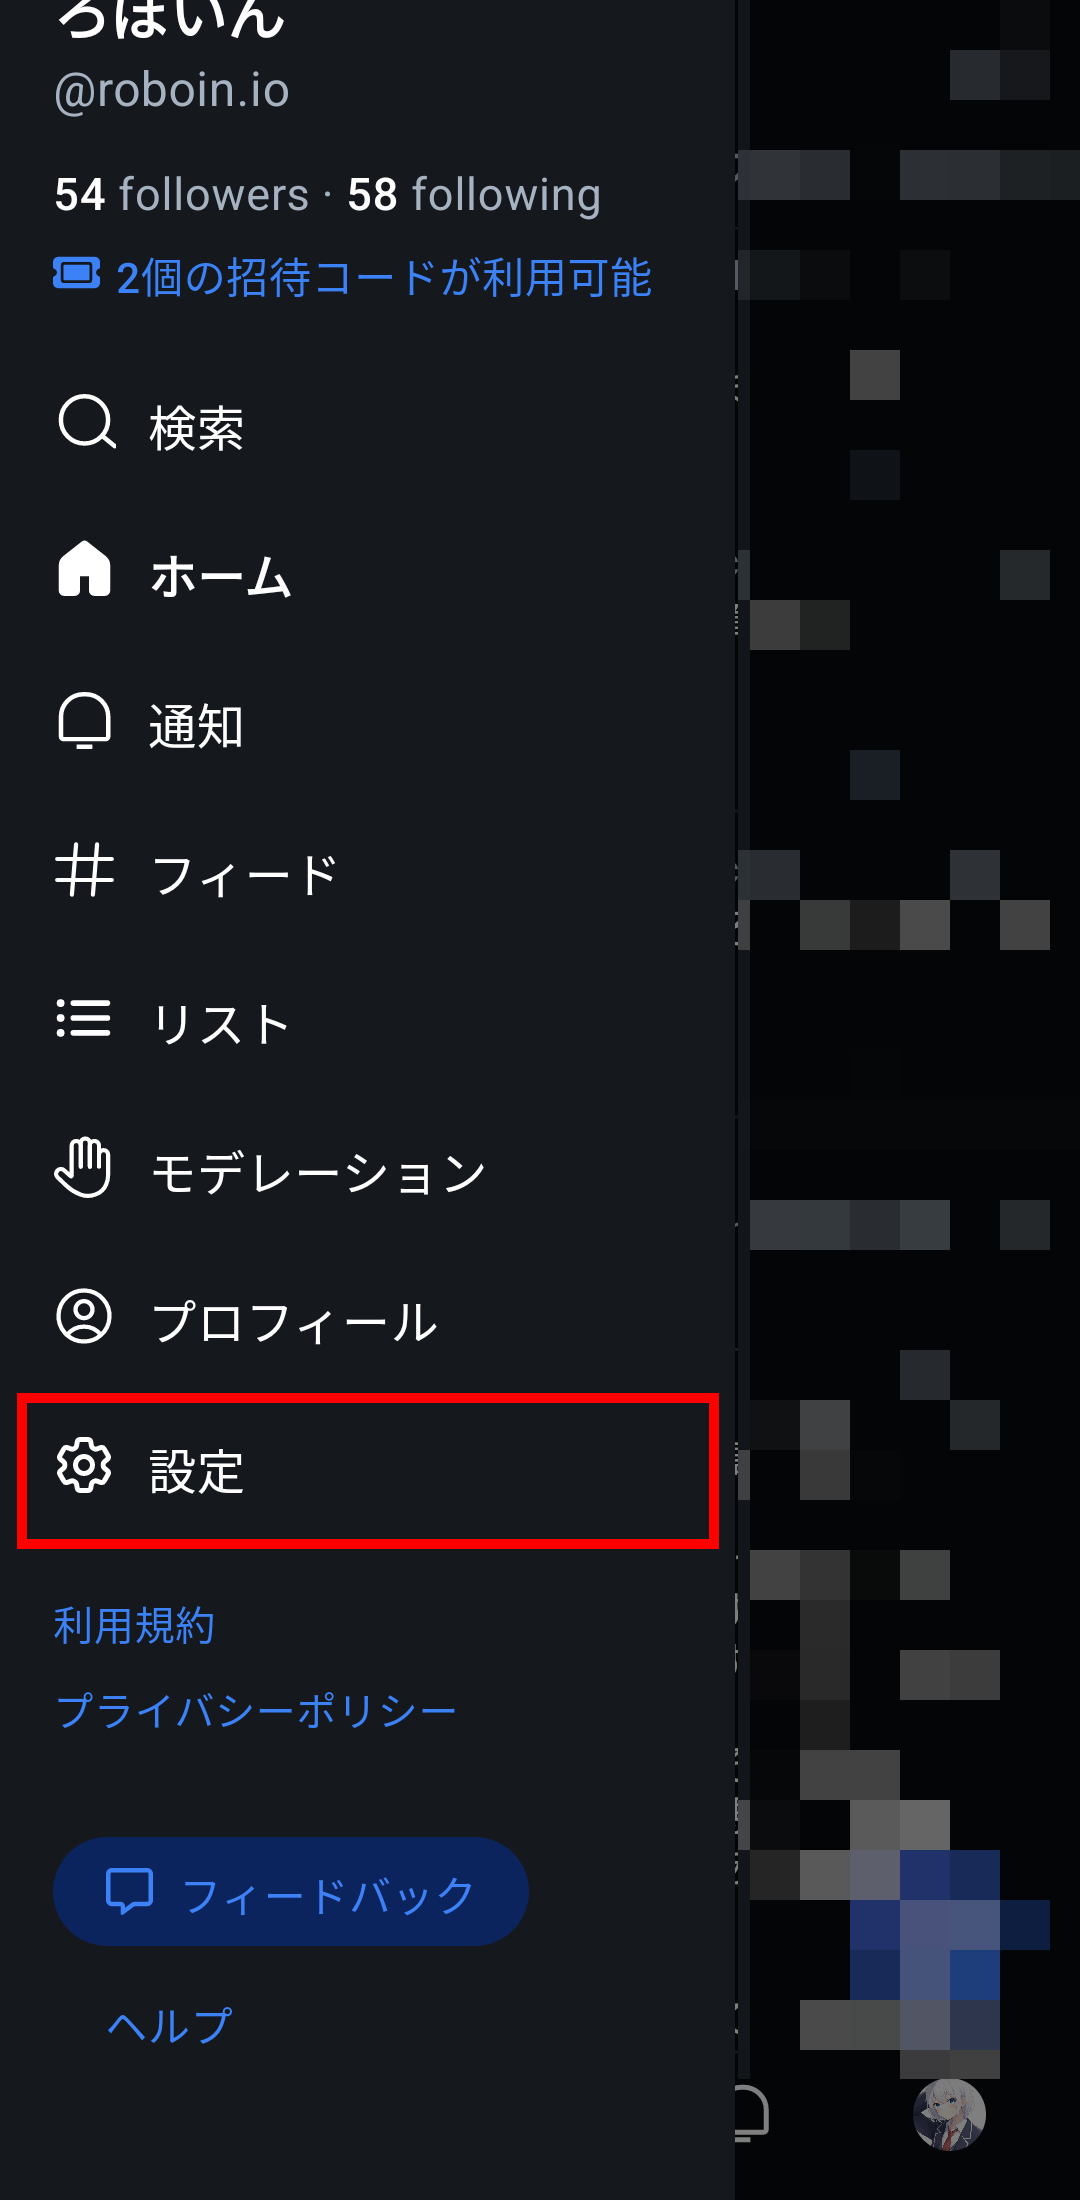 ろぼいん
@roboin.io
54 followers · 58 following
2個の招待コードが利用可能
検索
ホーム
通知
フィード
リスト
モデレーション
プロフィール
設定
利用規約
プライバシーポリシー
フィードバック
ヘルプ